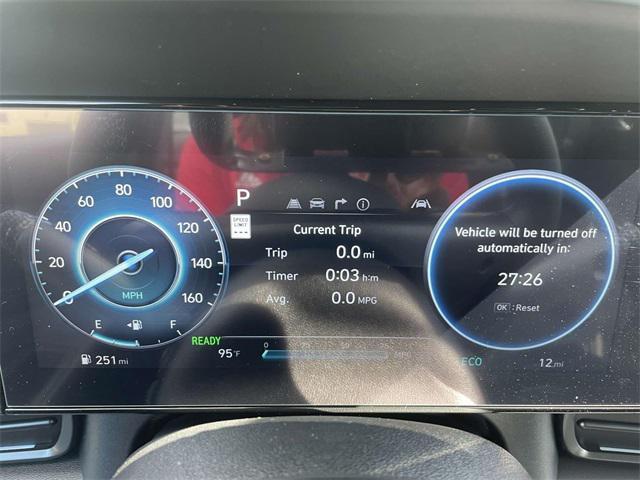 80
60 100
40 120
20 140
0 160
MPH
E F
251 mi
P
SPEED
LIMIT
Current Trip
Trip 0.0 mi
Timer 0:03 h:m
Avg. 0.0 MPG
READY
95°F
0
MPG
Vehicle will be turned off
automatically in:
27:26
OK : Reset
ECO
12 mi